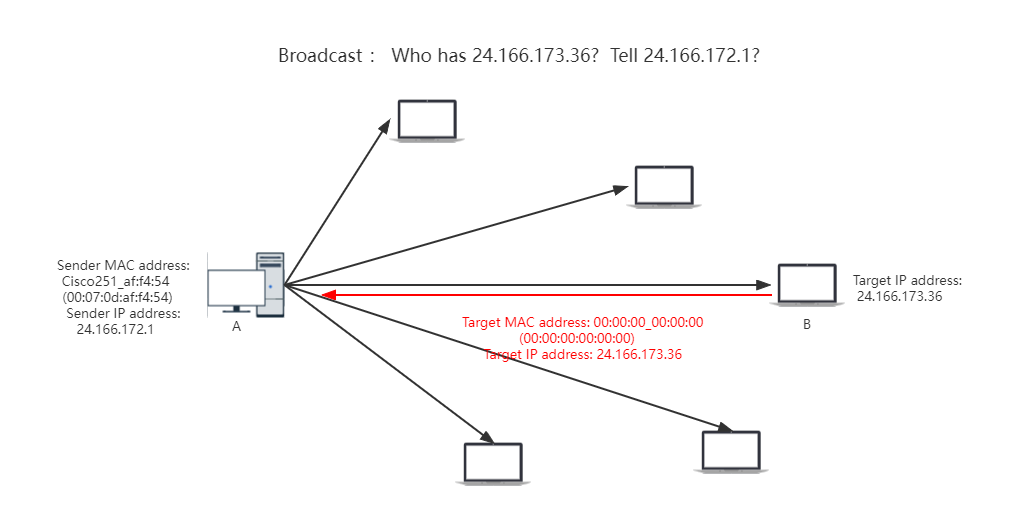 Broadcast： Who has 24.166.173.36? Tell 24.166.172.1?
Sender MAC address:
Cisco251_af:f4:54
(00:07:0d:af:f4:54)
Sender IP address:
24.166.172.1
A
Target IP address:
24.166.173.36
B
Target MAC address: 00:00:00_00:00:00
(00:00:00:00:00:00)
Target IP address: 24.166.173.36